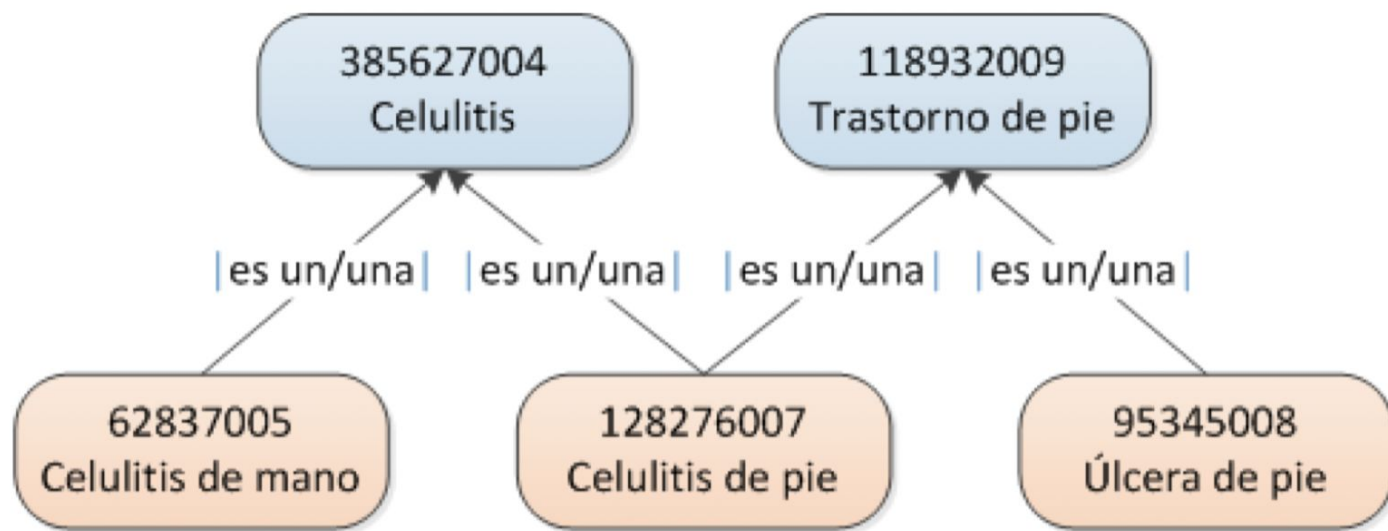 385627004
Celulitis
118932009
Trastorno de pie
|es un/una|
|es un/una|
|es un/una|
|es un/una|
62837005
Celulitis de mano
128276007
Celulitis de pie
95345008
Úlcera de pie